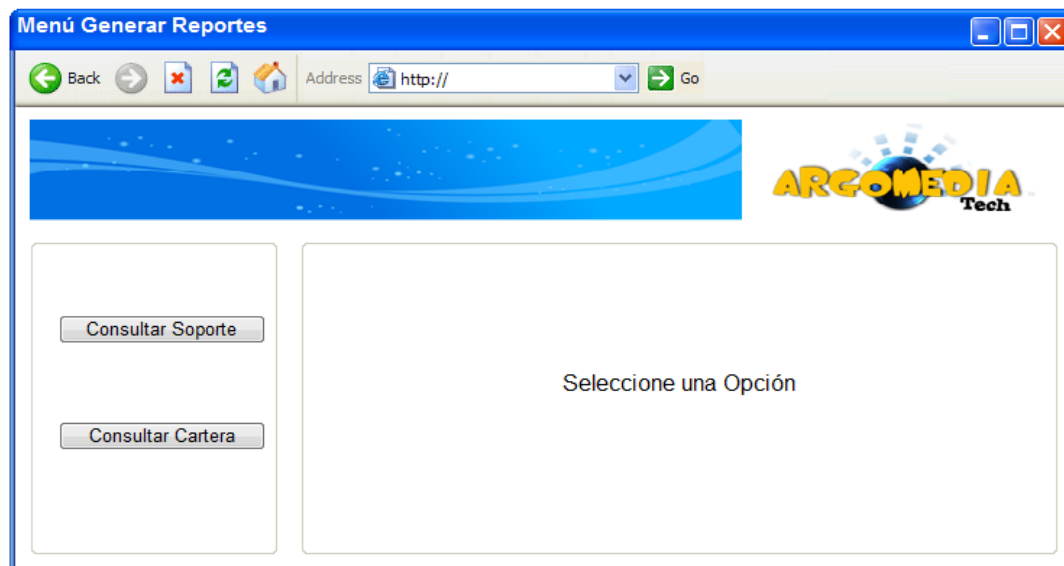 Menú Generar Reportes
Back Address http:// Go
ARGOMEDIA
Tech
Consultar Soporte
Seleccione una Opción
Consultar Cartera